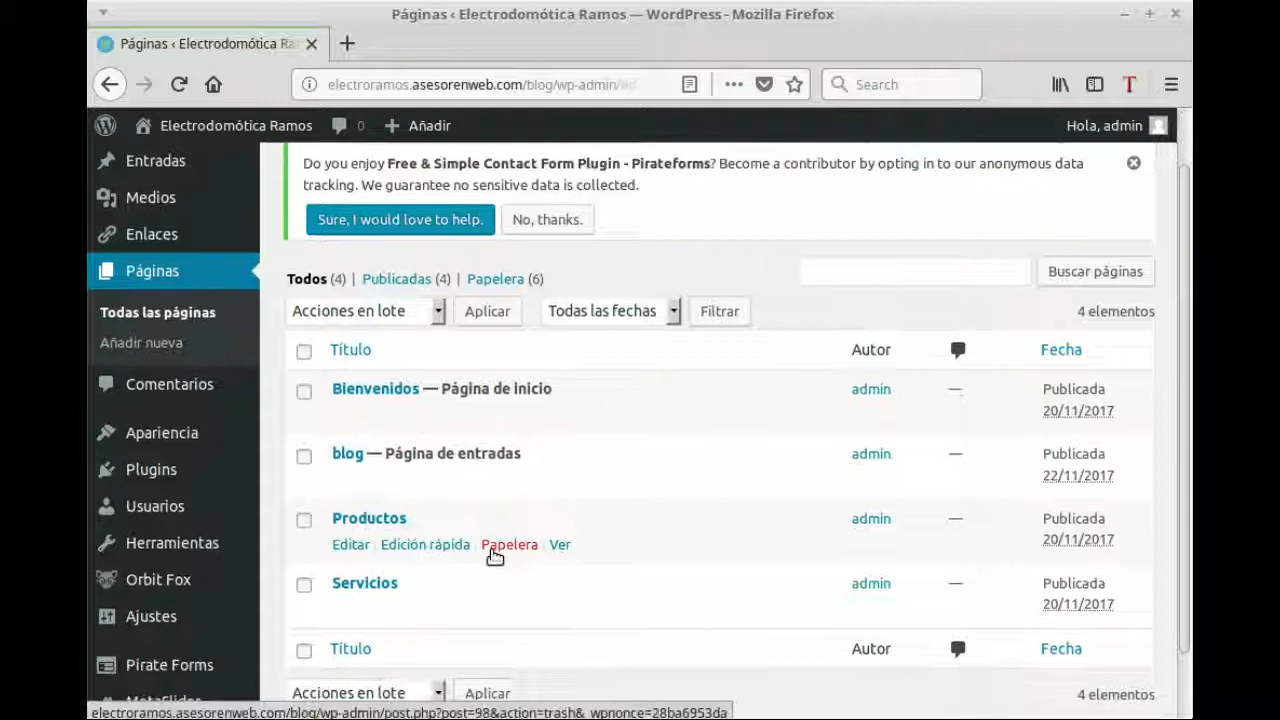 Páginas ‹ Electrodomótica Ramos — WordPress - Mozilla Firefox
Páginas ‹ Electrodomótica Ra
electroramos.asesorenweb.com/blog/wp-admin/
Search
Electrodomótica Ramos 0 Añadir Hola, admin
Entradas
Medios
Enlaces
Páginas
Todas las páginas
Añadir nueva
Comentarios
Apariencia
Plugins
Usuarios
Herramientas
Orbit Fox
Ajustes
Pirate Forms
MetaSlider
Do you enjoy Free & Simple Contact Form Plugin - Pirateforms? Become a contributor by opting in to our anonymous data
tracking. We guarantee no sensitive data is collected.
Sure, I would love to help. No, thanks.
Todos (4) | Publicadas (4) | Papelera (6) Buscar páginas
Acciones en lote Aplicar Todas las fechas Filtrar 4 elementos
Título Autor Fecha
Bienvenidos — Página de inicio admin — Publicada
20/11/2017
blog — Página de entradas admin — Publicada
22/11/2017
Productos admin — Publicada
Editar | Edición rápida | Papelera | Ver 20/11/2017
Servicios admin — Publicada
20/11/2017
Título Autor Fecha
Acciones en lote Aplicar 4 elementos
electroramos.asesorenweb.com/blog/wp-admin/post.php?post=98&action=trash&_wpnonce=28ba6953da